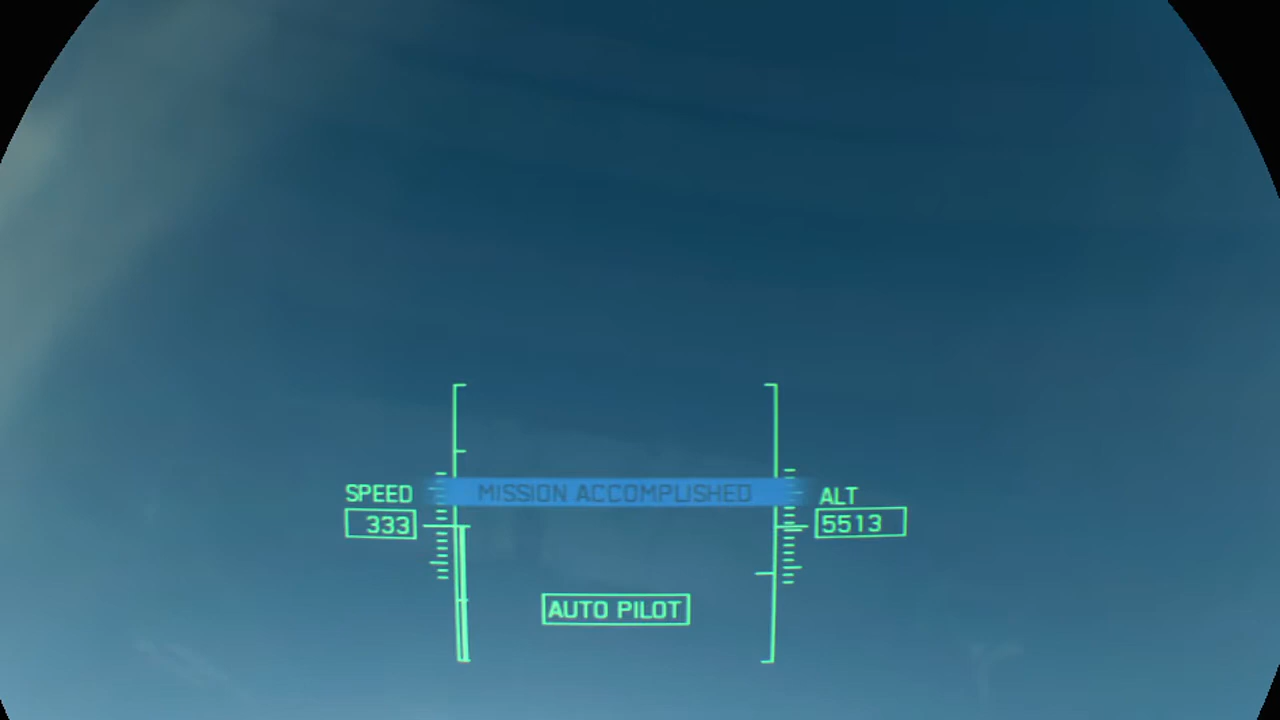 MISSION ACCOMPLISHED
SPEED
333
ALT
5513
AUTO PILOT